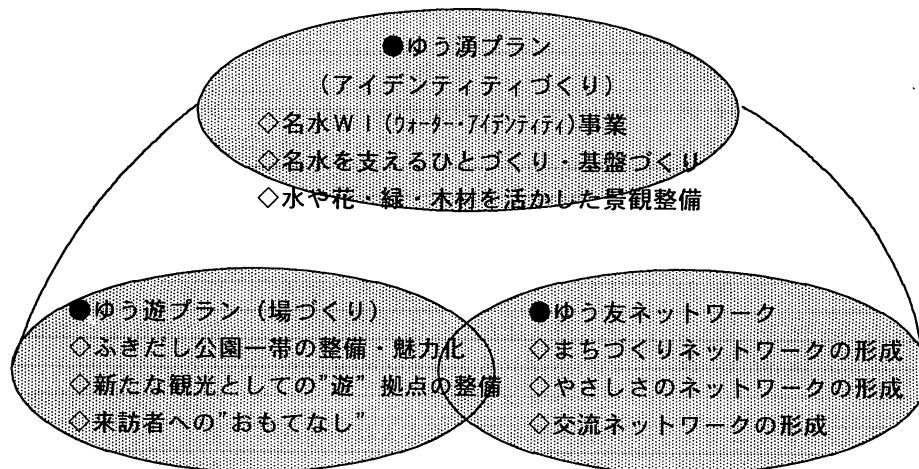 ●ゆう湧プラン
(アイデンティティづくり)
◇名水WI(ｳｫｰﾀｰ･ｱｲﾃﾞﾝﾃｨﾃｨ)事業
◇名水を支えるひとづくり・基盤づくり
◇水や花・緑・木材を活かした景観整備
●ゆう遊プラン(場づくり)
◇ふきだし公園一帯の整備・魅力化
◇新たな観光としての"遊" 拠点の整備
◇来訪者への"おもてなし"
●ゆう友ネットワーク
◇まちづくりネットワークの形成
◇やさしさのネットワークの形成
◇交流ネットワークの形成